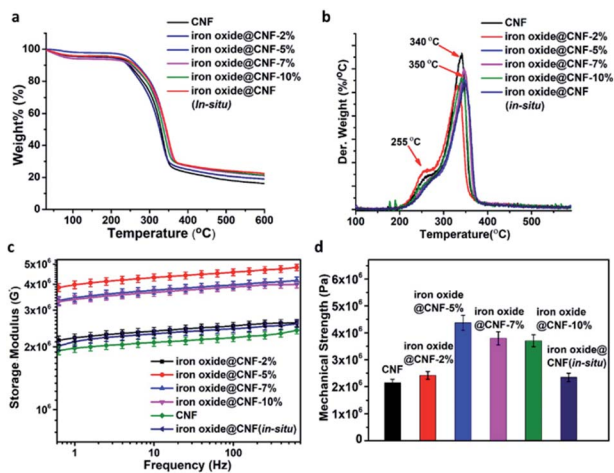 a
CNF
iron oxide@CNF-2%
iron oxide@CNF-5%
iron oxide@CNF-7%
iron oxide@CNF-10%
iron oxide@CNF
(In-situ)
Weight% (%)
100
80
60
40
20
0
100 200 300 400 500 600
Temperature (°C)
b
CNF
iron oxide@CNF-2%
iron oxide@CNF-5%
iron oxide@CNF-7%
iron oxide@CNF-10%
iron oxide@CNF
(in-situ)
340 °C
350 °C
255 °C
Der. Weight (%/°C)
100 200 300 400 500
Temperature(°C)
c
Storage Modulus (G')
5x10⁶
4x10⁶
3x10⁶
2x10⁶
10⁶
iron oxide@CNF-2%
iron oxide@CNF-5%
iron oxide@CNF-7%
iron oxide@CNF-10%
CNF
iron oxide@CNF(in-situ)
1 10 100
Frequency (Hz)
d
Mechanical Strength (Pa)
6x10⁶
5x10⁶
4x10⁶
3x10⁶
2x10⁶
1x10⁶
0
CNF
iron oxide
@CNF-2%
iron oxide
@CNF-5%
iron oxide
@CNF-7%
iron oxide
@CNF-10%
iron oxide@
CNF(in-situ)